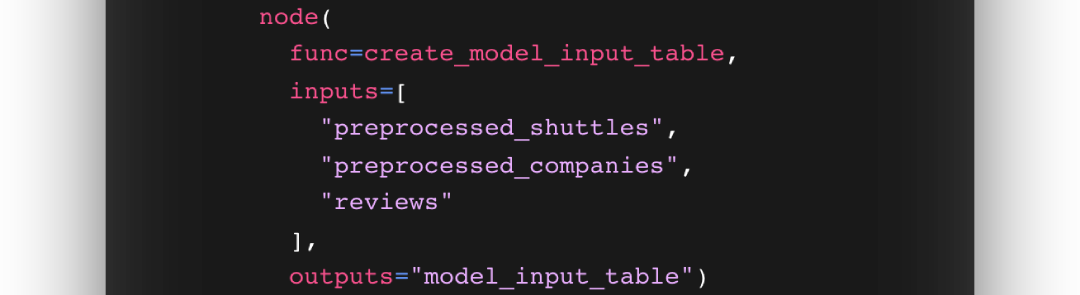 node(
func=create_model_input_table,
inputs=[
"preprocessed_shuttles",
"preprocessed_companies",
"reviews"
],
outputs="model_input_table")